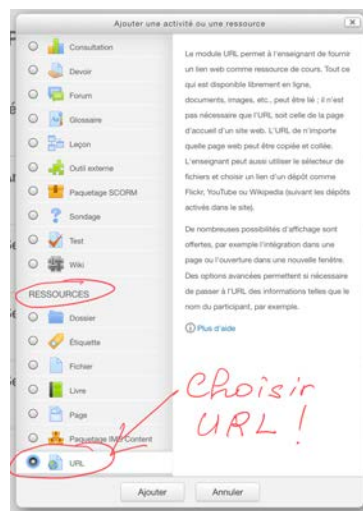 Ajouter une activité ou une ressource
Consultation
Devoir
Forum
Glossaire
Leçon
Outil externe
Paquetage SCORM
Sondage
Test
Wiki
RESSOURCES
Dossier
Étiquette
Fichier
Livre
Page
Paquetage IMS Content
URL
Le module URL permet à l'enseignant de fournir
un lien web comme ressource de cours. Tout ce
qui est disponible librement en ligne,
documents, images, etc., peut être lié ; il n'est
pas nécessaire que l'URL soit celle de la page
d'accueil d'un site web. L'URL de n'importe
quelle page web peut être copiée et collée.
L'enseignant peut aussi utiliser le sélecteur de
fichiers et choisir un lien d'un dépôt comme
Flickr, YouTube ou Wikipedia (suivant les dépôts
activés dans le site).
De nombreuses possibilités d'affichage sont
offertes, par exemple l'intégration dans une
page ou l'ouverture dans une nouvelle fenêtre.
Des options avancées permettent si nécessaire
de passer à l'URL des informations telles que le
nom du participant, par exemple.
Plus d'aide
Choisir
URL !
Ajouter
Annuler